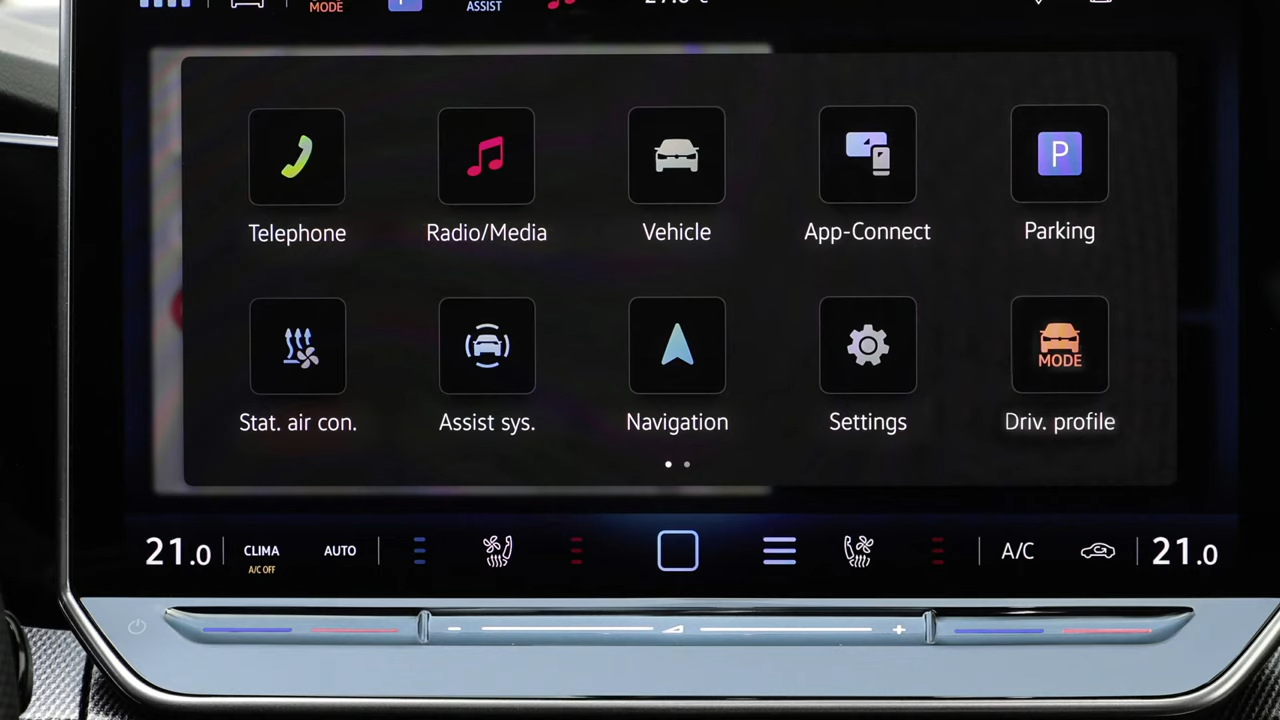 MODE
ASSIST
Telephone
Radio/Media
Vehicle
App-Connect
P
Parking
Stat. air con.
Assist sys.
Navigation
Settings
MODE
Driv. profile
21.0
CLIMA
A/C OFF
AUTO
A/C
21.0